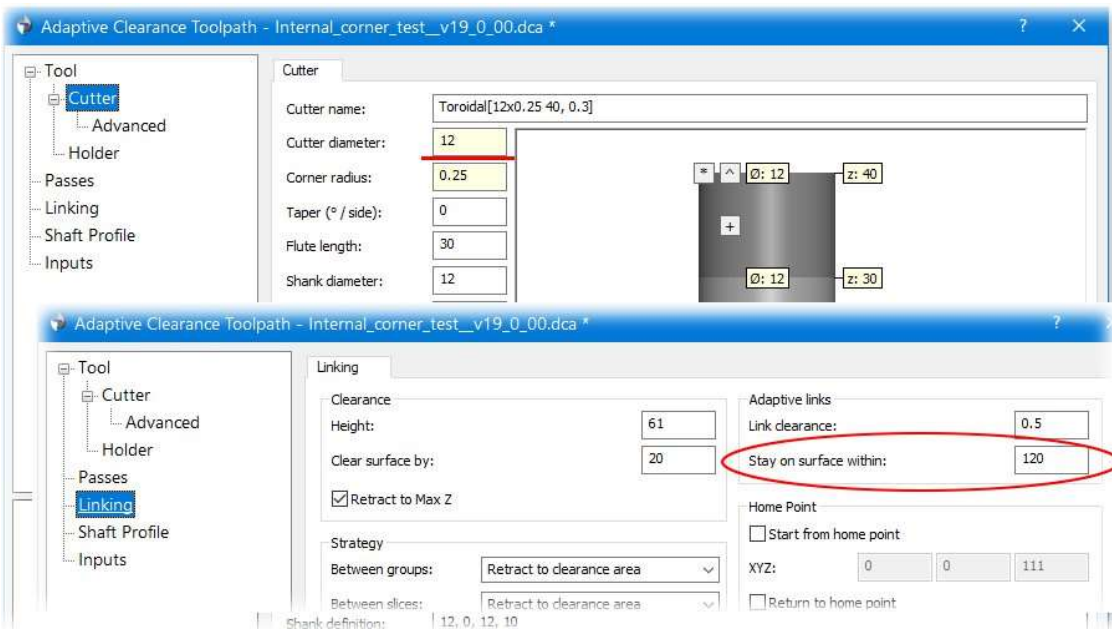 Adaptive Clearance Toolpath - Internal_corner_test__v19_0_00.dca * ? ×
Tool
Cutter
Advanced
Holder
Passes
Linking
Shaft Profile
Inputs
Cutter
Cutter name: Toroidal[12x0.25 40, 0.3]
Cutter diameter: 12
Corner radius: 0.25
Taper (° / side): 0
Flute length: 30
Shank diameter: 12
* ^ Ø: 12 z: 40
+
Ø: 12 z: 30
Adaptive Clearance Toolpath - Internal_corner_test__v19_0_00.dca * ?
Tool
Cutter
Advanced
Holder
Passes
Linking
Shaft Profile
Inputs
Linking
Clearance
Height: 61
Clear surface by: 20
Retract to Max Z
Strategy
Between groups: Retract to clearance area
Between slices: Retract to clearance area
Adaptive links
Link clearance: 0.5
Stay on surface within: 120
Home Point
Start from home point
XYZ: 0 0 111
Return to home point
Shank definition: 12, 0, 12, 10